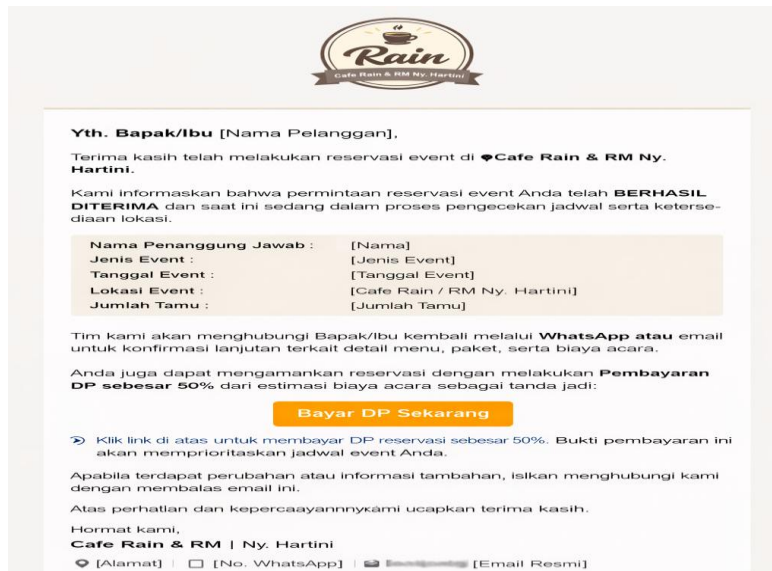 Rain
Cafe Rain & RM Ny. Hartini
Yth. Bapak/Ibu [Nama Pelanggan],
Terima kasih telah melakukan reservasi event di Cafe Rain & RM Ny.
Hartini.
Kami informaskan bahwa permintaan reservasi event Anda telah BERHASIL
DITERIMA dan saat ini sedang dalam proses pengecekan jadwal serta keterse-
diaan lokasi.
Nama Penanggung Jawab : [Nama]
Jenis Event : [Jenis Event]
Tanggal Event : [Tanggal Event]
Lokasi Event : [Cafe Rain / RM Ny. Hartini]
Jumlah Tamu : [Jumlah Tamu]
Tim kami akan menghubungi Bapak/Ibu kembali melalui WhatsApp atau email
untuk konfirmasi lanjutan terkait detail menu, paket, serta biaya acara.
Anda juga dapat mengamankan reservasi dengan melakukan Pembayaran
DP sebesar 50% dari estimasi biaya acara sebagai tanda jadi:
Bayar DP Sekarang
Klik link di atas untuk membayar DP reservasi sebesar 50%. Bukti pembayaran ini
akan memprioritaskan jadwal event Anda.
Apabila terdapat perubahan atau informasi tambahan, islkan menghubungi kami
dengan membalas email ini.
Atas perhatlan dan kepercaayannnyкami ucapkan terima kasih.
Hormat kami,
Cafe Rain & RM | Ny. Hartini
[Alamat] | [No. WhatsApp] | [Email Resmi]